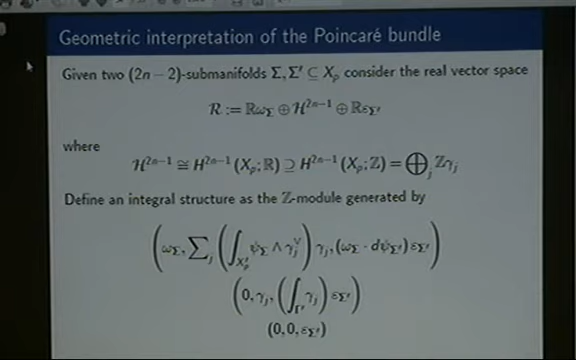 Geometric interpretation of the Poincaré bundle
Given two (2n − 2)-submanifolds Σ, Σ′ ⊆ X_p consider the real vector space
R := ℝω_Σ ⊕ H^{2n−1} ⊕ ℝε_{Σ′}
where
H^{2n−1} ≅ H^{2n−1}(X_p; ℝ) ⊇ H^{2n−1}(X_p; ℤ) = ⊕_j ℤγ_j
Define an integral structure as the ℤ-module generated by
(ω_Σ, ∑_j (∫_{X_p} ψ_Σ ∧ γ_j^∨) γ_j, (ω_Σ · dψ_{Σ′}) ε_{Σ′})
(0, γ_j, (∫_{Γ′} γ_j) ε_{Σ′})
(0, 0, ε_{Σ′})